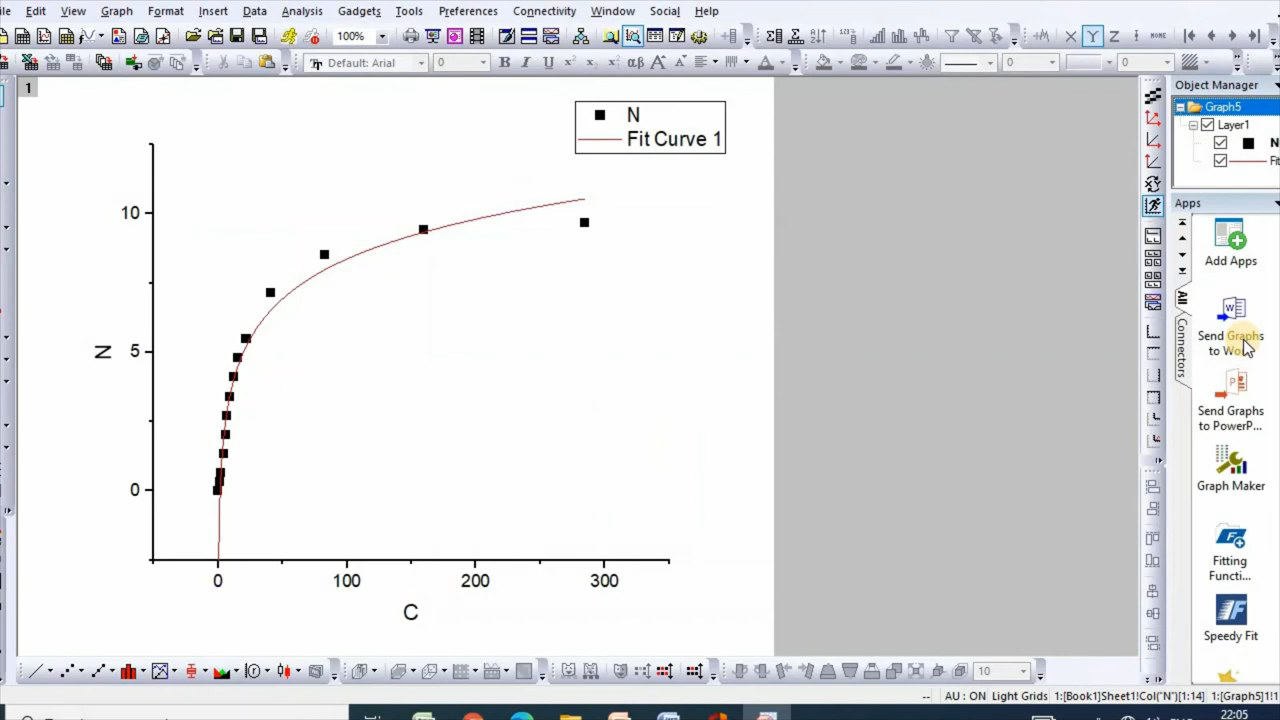 Edit View Graph Format Insert Data Analysis Gadgets Tools Preferences Connectivity Window Social Help
100%
X Y Z
Default: Arial 0 B I U αβ A 0 0
1
Object Manager
Graph5
Layer1
N
Fit Curve 1
N
10
5
0
N
0 100 200 300
C
Apps
Add Apps
All
Connectors
Send Graphs
to
Send Graphs
to PowerP...
Graph Maker
Fitting
Functi...
Speedy Fit
10
-- AU : ON Light Grids 1:[Book1]Sheet1!Col("N")[1:14] 1:[Graph5]1!1
22:05